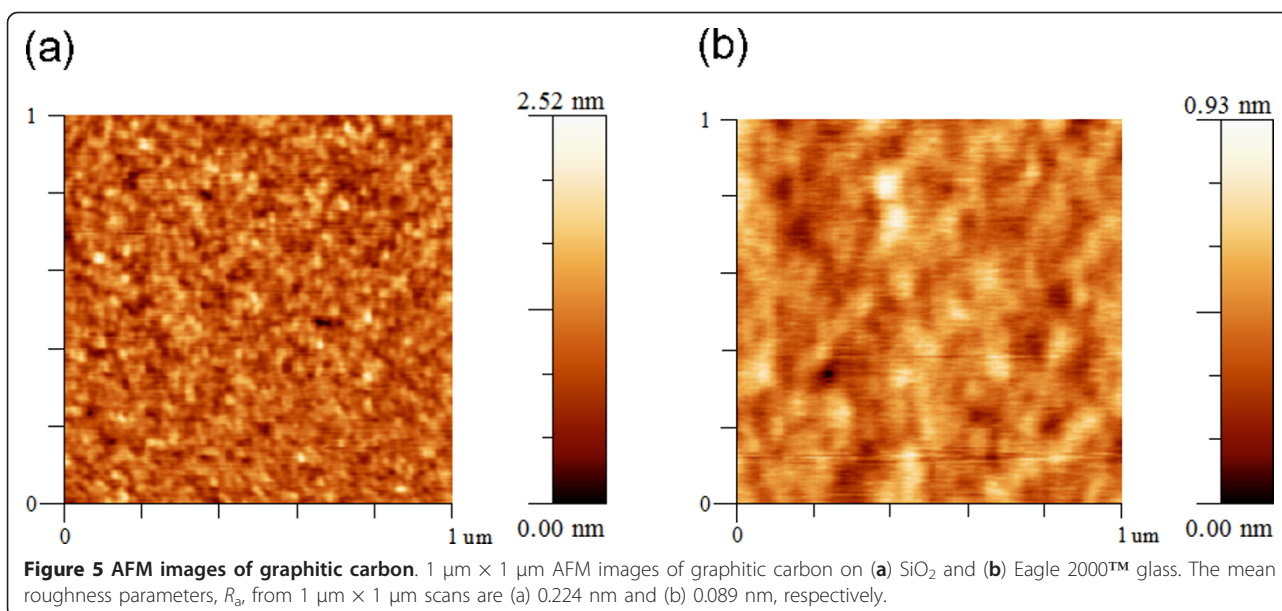 (a)
(b)
2.52 nm
0.93 nm
1
1
0
0
0.00 nm
0.00 nm
0
1 um
0
1 um
Figure 5 AFM images of graphitic carbon. 1 μm × 1 μm AFM images of graphitic carbon on (a) SiO₂ and (b) Eagle 2000™ glass. The mean
roughness parameters, Rₐ, from 1 μm × 1 μm scans are (a) 0.224 nm and (b) 0.089 nm, respectively.